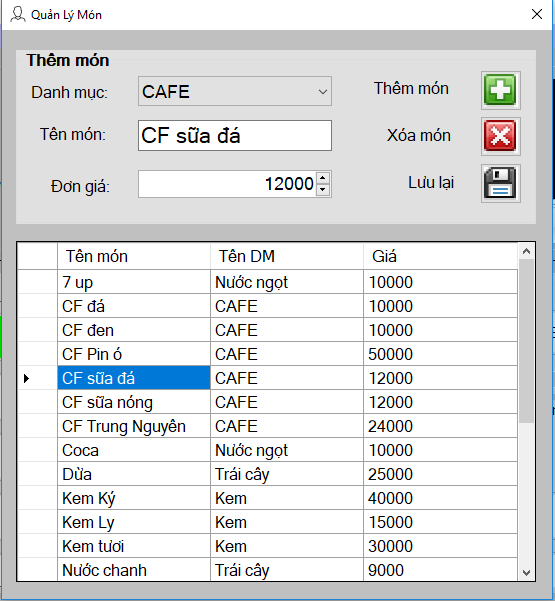 Quản Lý Món
Thêm món
Danh mục: CAFE Thêm món
Tên món: CF sữa đá Xóa món
Đơn giá: 12000 Lưu lại
Tên món Tên DM Giá
7 up Nước ngọt 10000
CF đá CAFE 10000
CF đen CAFE 10000
CF Pin ó CAFE 50000
CF sữa đá CAFE 12000
CF sữa nóng CAFE 12000
CF Trung Nguyên CAFE 24000
Coca Nước ngọt 10000
Dừa Trái cây 25000
Kem Ký Kem 40000
Kem Ly Kem 15000
Kem tươi Kem 30000
Nước chanh Trái cây 9000